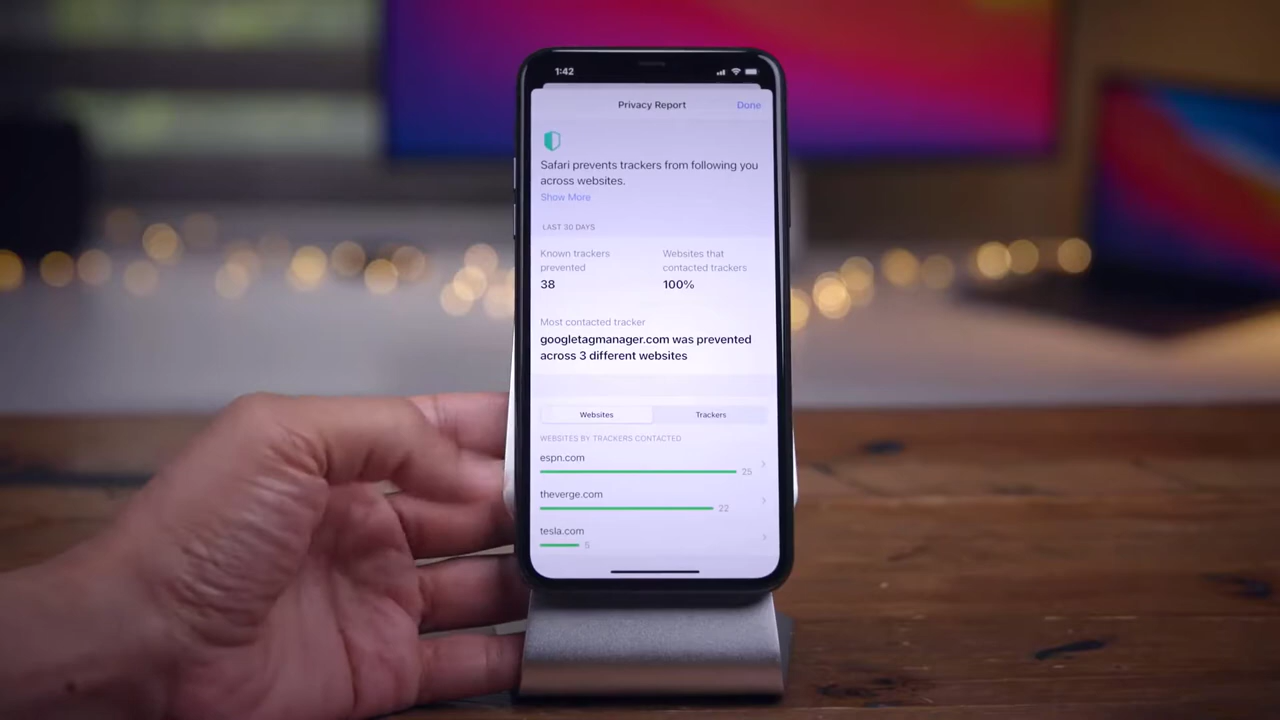 1:42
Privacy Report
Done
Safari prevents trackers from following you
across websites.
Show More
LAST 30 DAYS
Known trackers
prevented
38
Websites that
contacted trackers
100%
Most contacted tracker
googletagmanager.com was prevented
across 3 different websites
Websites
Trackers
WEBSITES BY TRACKERS CONTACTED
espn.com
25
theverge.com
22
tesla.com
5